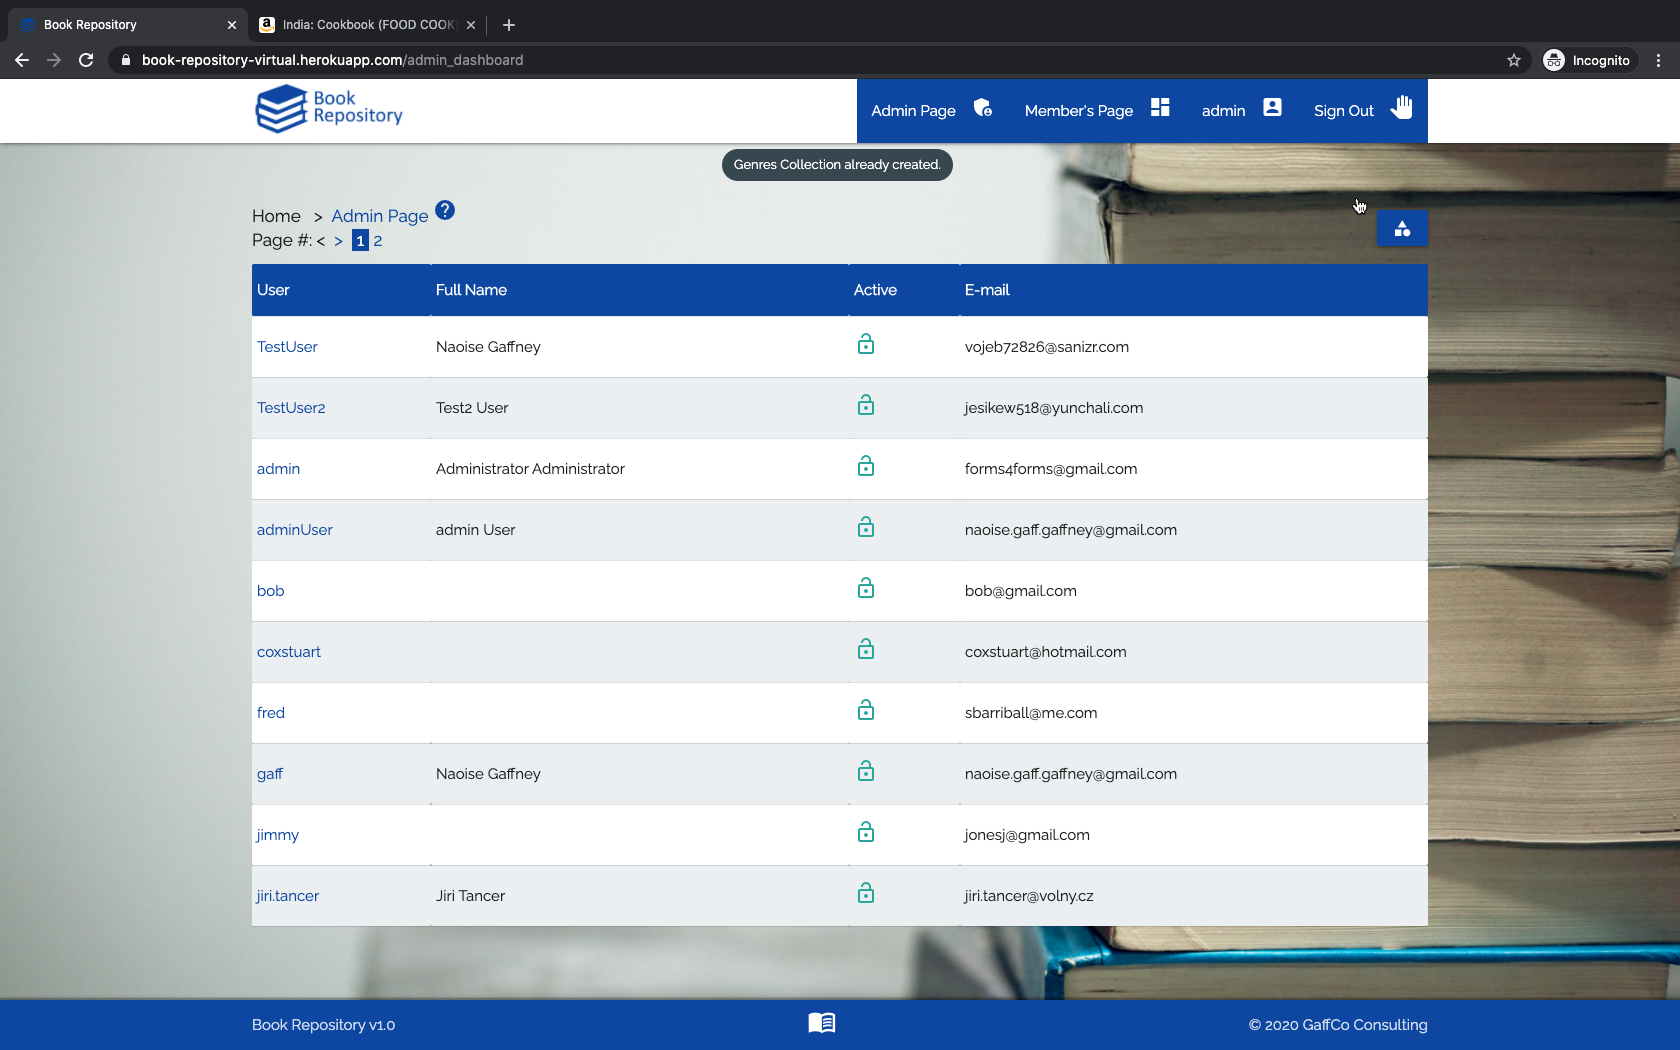 Book Repository
India: Cookbook (FOOD COOK
book-repository-virtual.herokuapp.com/admin_dashboard
Incognito
Book
Repository
Admin Page Member's Page admin Sign Out
Genres Collection already created.
Home > Admin Page ?
Page #: < > 1 2
User Full Name Active E-mail
TestUser Naoise Gaffney vojeb72826@sanizr.com
TestUser2 Test2 User jesikew518@yunchali.com
admin Administrator Administrator forms4forms@gmail.com
adminUser admin User naoise.gaff.gaffney@gmail.com
bob bob@gmail.com
coxstuart coxstuart@hotmail.com
fred sbarriball@me.com
gaff Naoise Gaffney naoise.gaff.gaffney@gmail.com
jimmy jonesj@gmail.com
jiri.tancer Jiri Tancer jiri.tancer@volny.cz
Book Repository v1.0 © 2020 GaffCo Consulting